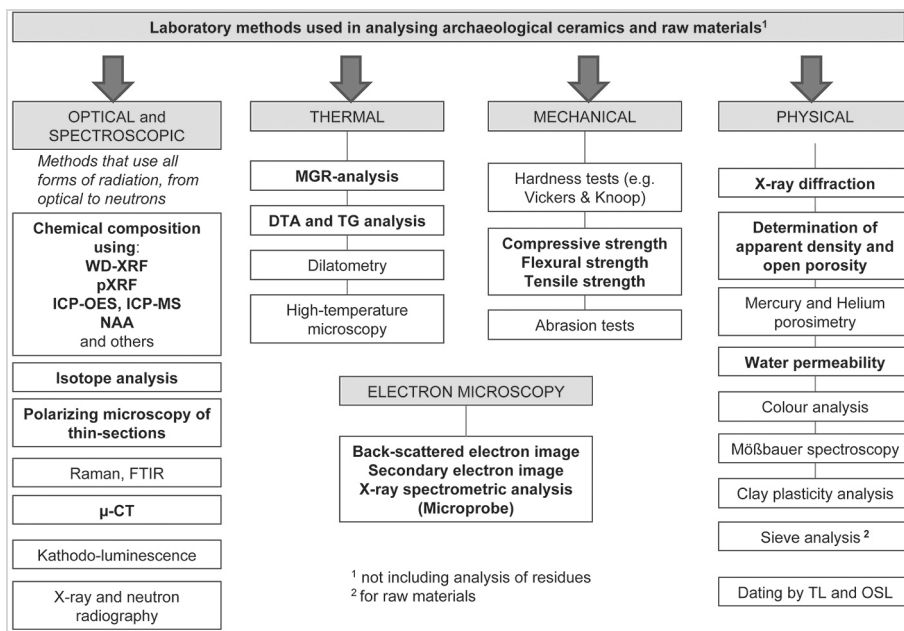 Laboratory methods used in analysing archaeological ceramics and raw materials¹
OPTICAL and
SPECTROSCOPIC
Methods that use all
forms of radiation, from
optical to neutrons
Chemical composition
using:
WD-XRF
pXRF
ICP-OES, ICP-MS
NAA
and others
Isotope analysis
Polarizing microscopy of
thin-sections
Raman, FTIR
µ-CT
Kathodo-luminescence
X-ray and neutron
radiography
THERMAL
MGR-analysis
DTA and TG analysis
Dilatometry
High-temperature
microscopy
MECHANICAL
Hardness tests (e.g.
Vickers & Knoop)
Compressive strength
Flexural strength
Tensile strength
Abrasion tests
ELECTRON MICROSCOPY
Back-scattered electron image
Secondary electron image
X-ray spectrometric analysis
(Microprobe)
¹ not including analysis of residues
² for raw materials
PHYSICAL
X-ray diffraction
Determination of
apparent density and
open porosity
Mercury and Helium
porosimetry
Water permeability
Colour analysis
Mößbauer spectroscopy
Clay plasticity analysis
Sieve analysis ²
Dating by TL and OSL